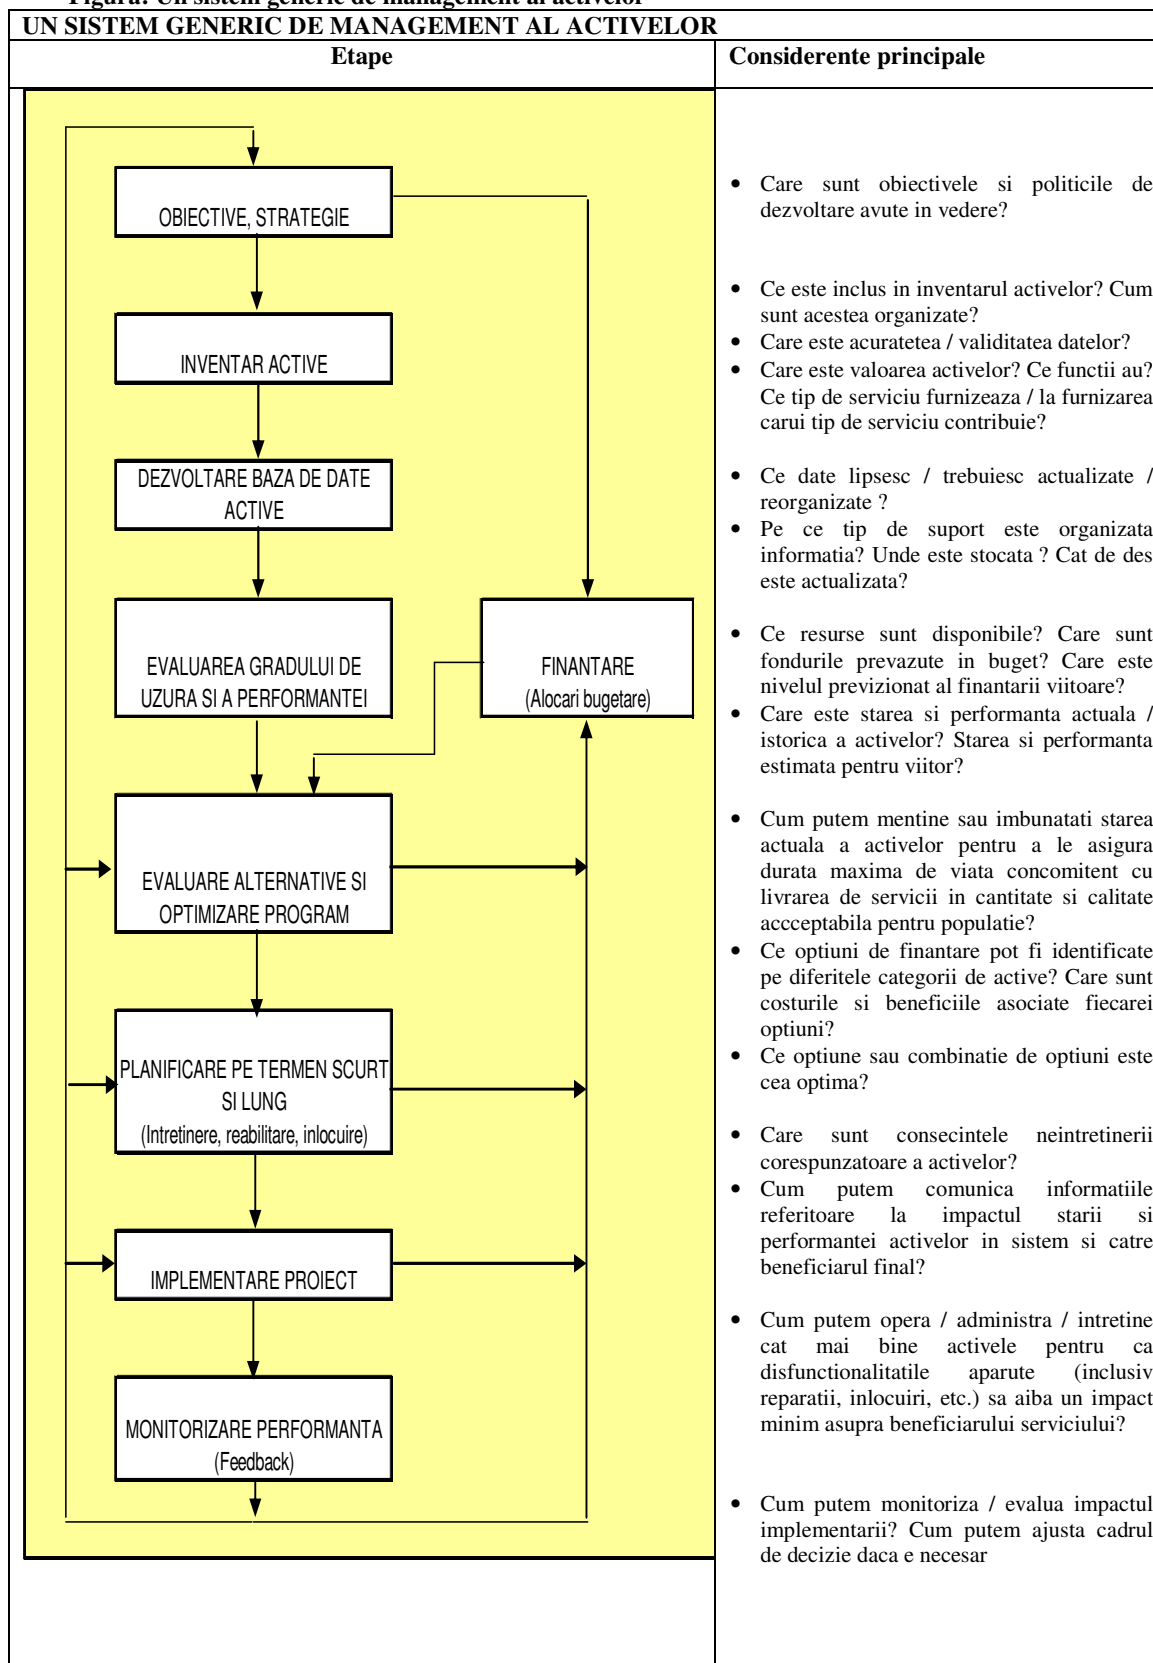 Figura: Un sistem generic de management al activelor
UN SISTEM GENERIC DE MANAGEMENT AL ACTIVELOR
Etape
Considerente principale
OBIECTIVE, STRATEGIE
INVENTAR ACTIVE
DEZVOLTARE BAZA DE DATE
ACTIVE
EVALUAREA GRADULUI DE
UZURA SI A PERFORMANTEI
FINANTARE
(Alocari bugetare)
EVALUARE ALTERNATIVE SI
OPTIMIZARE PROGRAM
PLANIFICARE PE TERMEN SCURT
SI LUNG
(Intretinere, reabilitare, inlocuire)
IMPLEMENTARE PROIECT
MONITORIZARE PERFORMANTA
(Feedback)
• Care sunt obiectivele si politicile de
dezvoltare avute in vedere?
• Ce este inclus in inventarul activelor? Cum
sunt acestea organizate?
• Care este acuratetea / validitatea datelor?
• Care este valoarea activelor? Ce functii au?
Ce tip de serviciu furnizeaza / la furnizarea
carui tip de serviciu contribuie?
• Ce date lipsesc / trebuiesc actualizate /
reorganizate ?
• Pe ce tip de suport este organizata
informatia? Unde este stocata ? Cat de des
este actualizata?
• Ce resurse sunt disponibile? Care sunt
fondurile prevazute in buget? Care este
nivelul previzionat al finantarii viitoare?
• Care este starea si performanta actuala /
istorica a activelor? Starea si performanta
estimata pentru viitor?
• Cum putem mentine sau imbunatati starea
actuala a activelor pentru a le asigura
durata maxima de viata concomitent cu
livrarea de servicii in cantitate si calitate
accceptabila pentru populatie?
• Ce optiuni de finantare pot fi identificate
pe diferitele categorii de active? Care sunt
costurile si beneficiile asociate fiecarei
optiuni?
• Ce optiune sau combinatie de optiuni este
cea optima?
• Care sunt consecintele neintretinerii
corespunzatoare a activelor?
• Cum putem comunica informatiile
referitoare la impactul starii si
performantei activelor in sistem si catre
beneficiarul final?
• Cum putem opera / administra / intretine
cat mai bine activele pentru ca
disfunctionalitatile aparute (inclusiv
reparatii, inlocuiri, etc.) sa aiba un impact
minim asupra beneficiarului serviciului?
• Cum putem monitoriza / evalua impactul
implementarii? Cum putem ajusta cadrul
de decizie daca e necesar